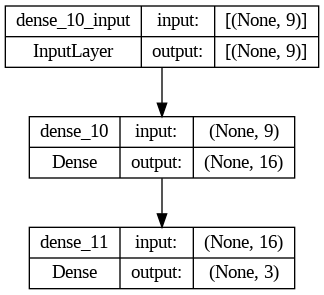 dense_10_input input: [(None, 9)]
InputLayer output: [(None, 9)]
dense_10 input: (None, 9)
Dense output: (None, 16)
dense_11 input: (None, 16)
Dense output: (None, 3)